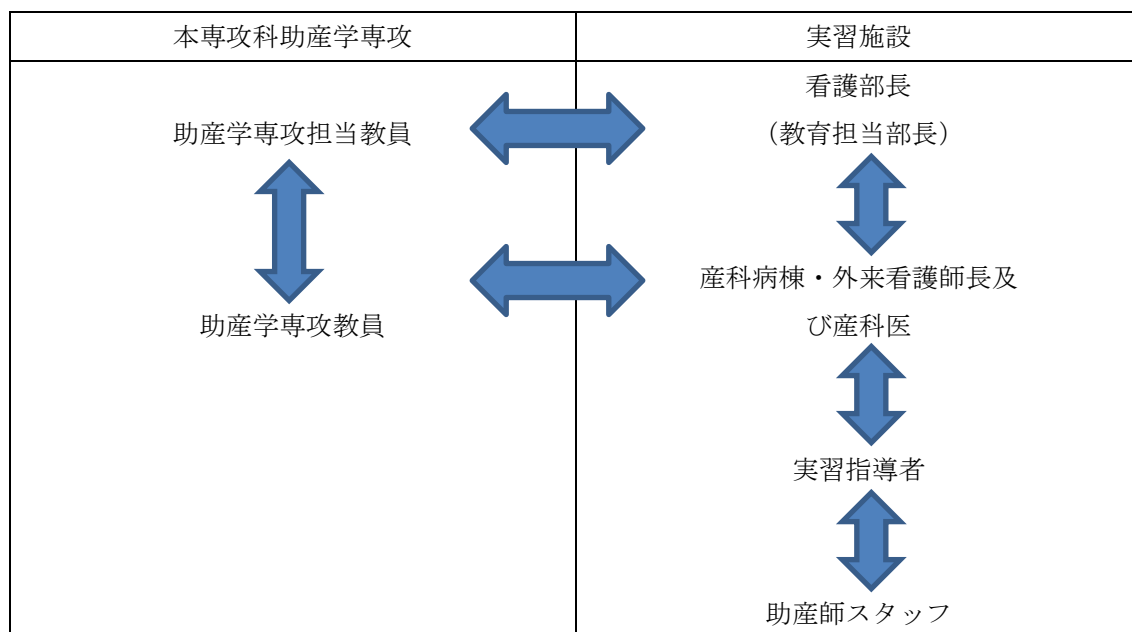 本専攻科助産学専攻
実習施設
助産学専攻担当教員
助産学専攻教員
看護部長
（教育担当部長）
産科病棟・外来看護師長及
び産科医
実習指導者
助産師スタッフ